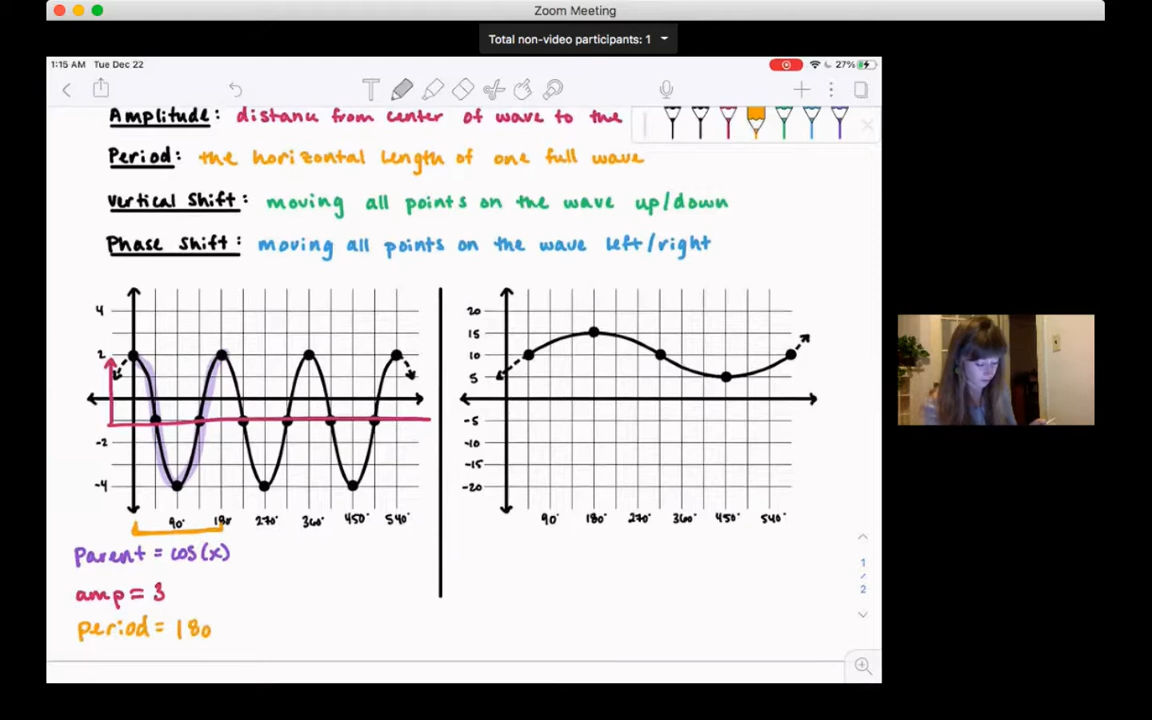 Zoom Meeting
Total non-video participants: 1
1:15 AM Tue Dec 22
27%
Amplitude: distance from center of wave to the
Period: the horizontal length of one full wave
Vertical Shift: moving all points on the wave up/down
Phase Shift: moving all points on the wave left/right
4
2
-2
-4
90° 180° 270° 360° 450° 540°
20
15
10
5
-5
-10
-15
-20
90° 180° 270° 360° 450° 540°
Parent = cos(x)
amp = 3
period = 180
1
/
2